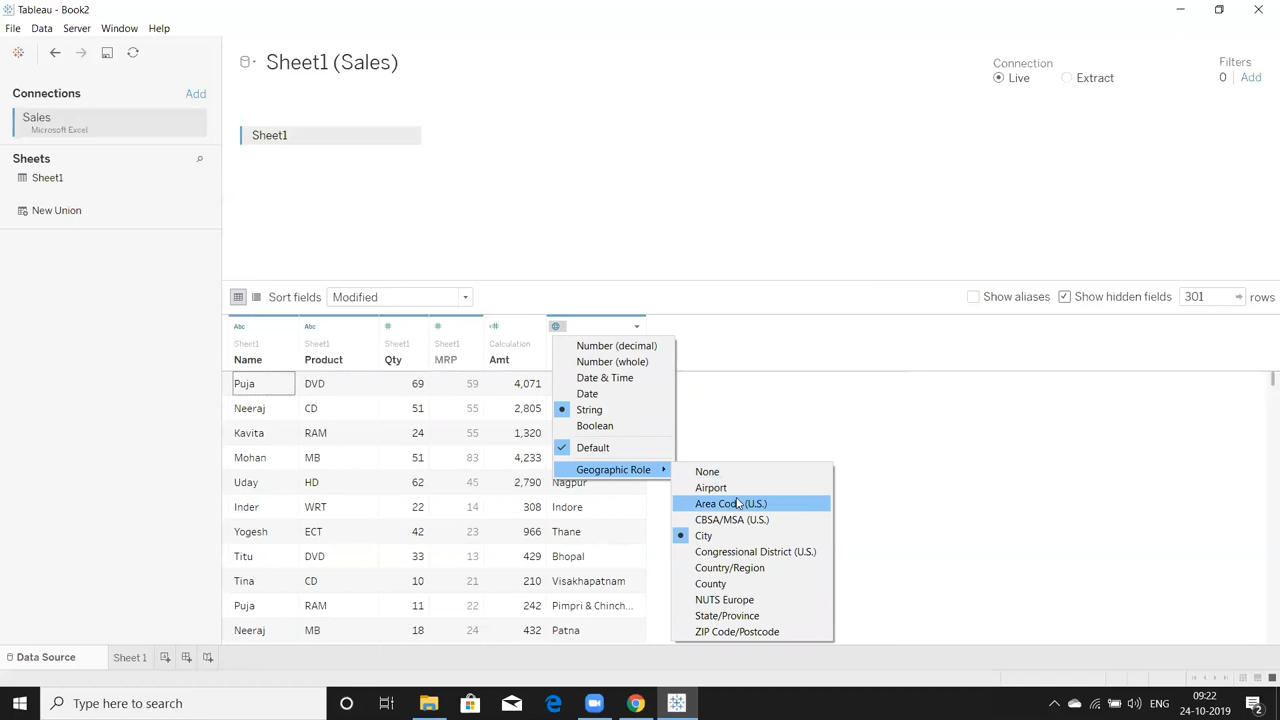 Tableau - Book2
File Data Server Window Help
Sheet1 (Sales)
Connection
Live Extract
Filters
0 Add
Connections Add
Sales
Microsoft Excel
Sheets
Sheet1
New Union
Sheet1
Sort fields Modified
Show aliases Show hidden fields 301 rows
Abc Abc # # =#
Sheet1 Sheet1 Sheet1 Sheet1 Calculation
Name Product Qty MRP Amt
Puja DVD 69 59 4,071
Neeraj CD 51 55 2,805
Kavita RAM 24 55 1,320
Mohan MB 51 83 4,233
Uday HD 62 45 2,790 Nagpur
Inder WRT 22 14 308 Indore
Yogesh ECT 42 23 966 Thane
Titu DVD 33 13 429 Bhopal
Tina CD 10 21 210 Visakhapatnam
Puja RAM 11 22 242 Pimpri & Chinch...
Neeraj MB 18 24 432 Patna
Number (decimal)
Number (whole)
Date & Time
Date
String
Boolean
Default
Geographic Role
None
Airport
Area Code (U.S.)
CBSA/MSA (U.S.)
City
Congressional District (U.S.)
Country/Region
County
NUTS Europe
State/Province
ZIP Code/Postcode
Data Source Sheet 1
Type here to search
ENG
09:22
24-10-2019
2